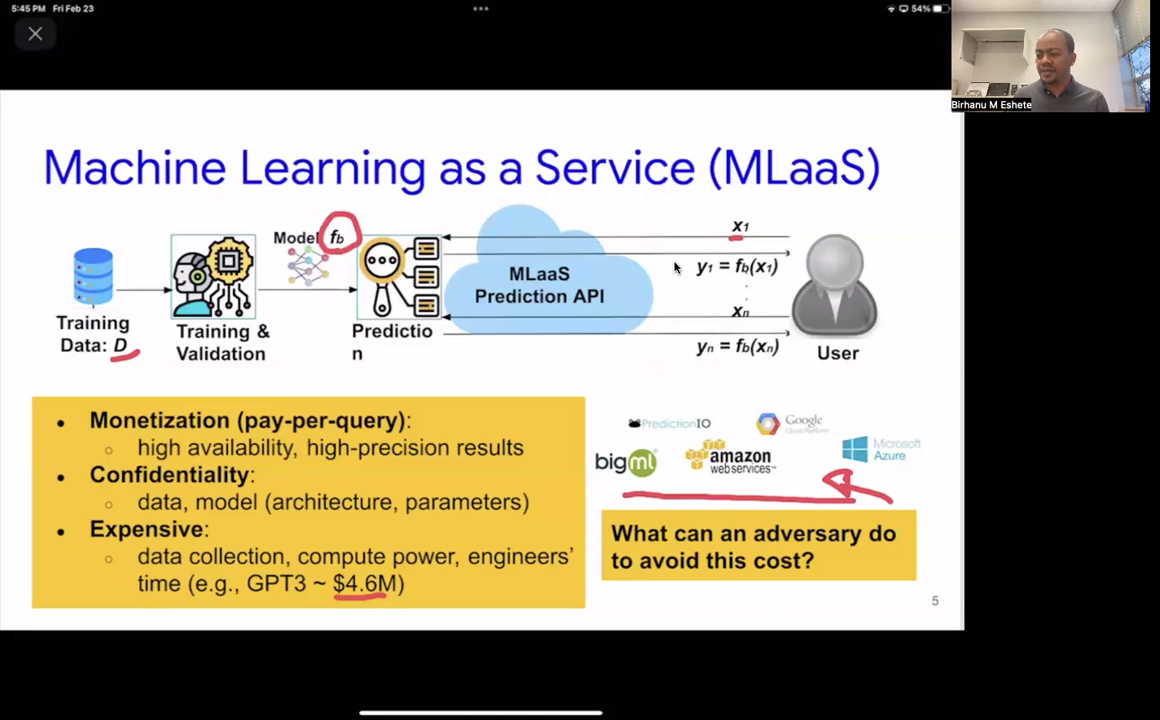 5:45 PM Fri Feb 23
54%
Birhanu M Eshete
Machine Learning as a Service (MLaaS)
Model fb
x1
MLaaS
Prediction API
y1 = fb(x1)
.
.
xn
Training
Data: D
Training &
Validation
Predictio
n
yn = fb(xn)
User
• Monetization (pay-per-query):
○ high availability, high-precision results
• Confidentiality:
○ data, model (architecture, parameters)
• Expensive:
○ data collection, compute power, engineers’
time (e.g., GPT3 ~ $4.6M)
PredictionIO
Google
Cloud Platform
bigml
amazon
webservices™
Microsoft
Azure
What can an adversary do
to avoid this cost?
5